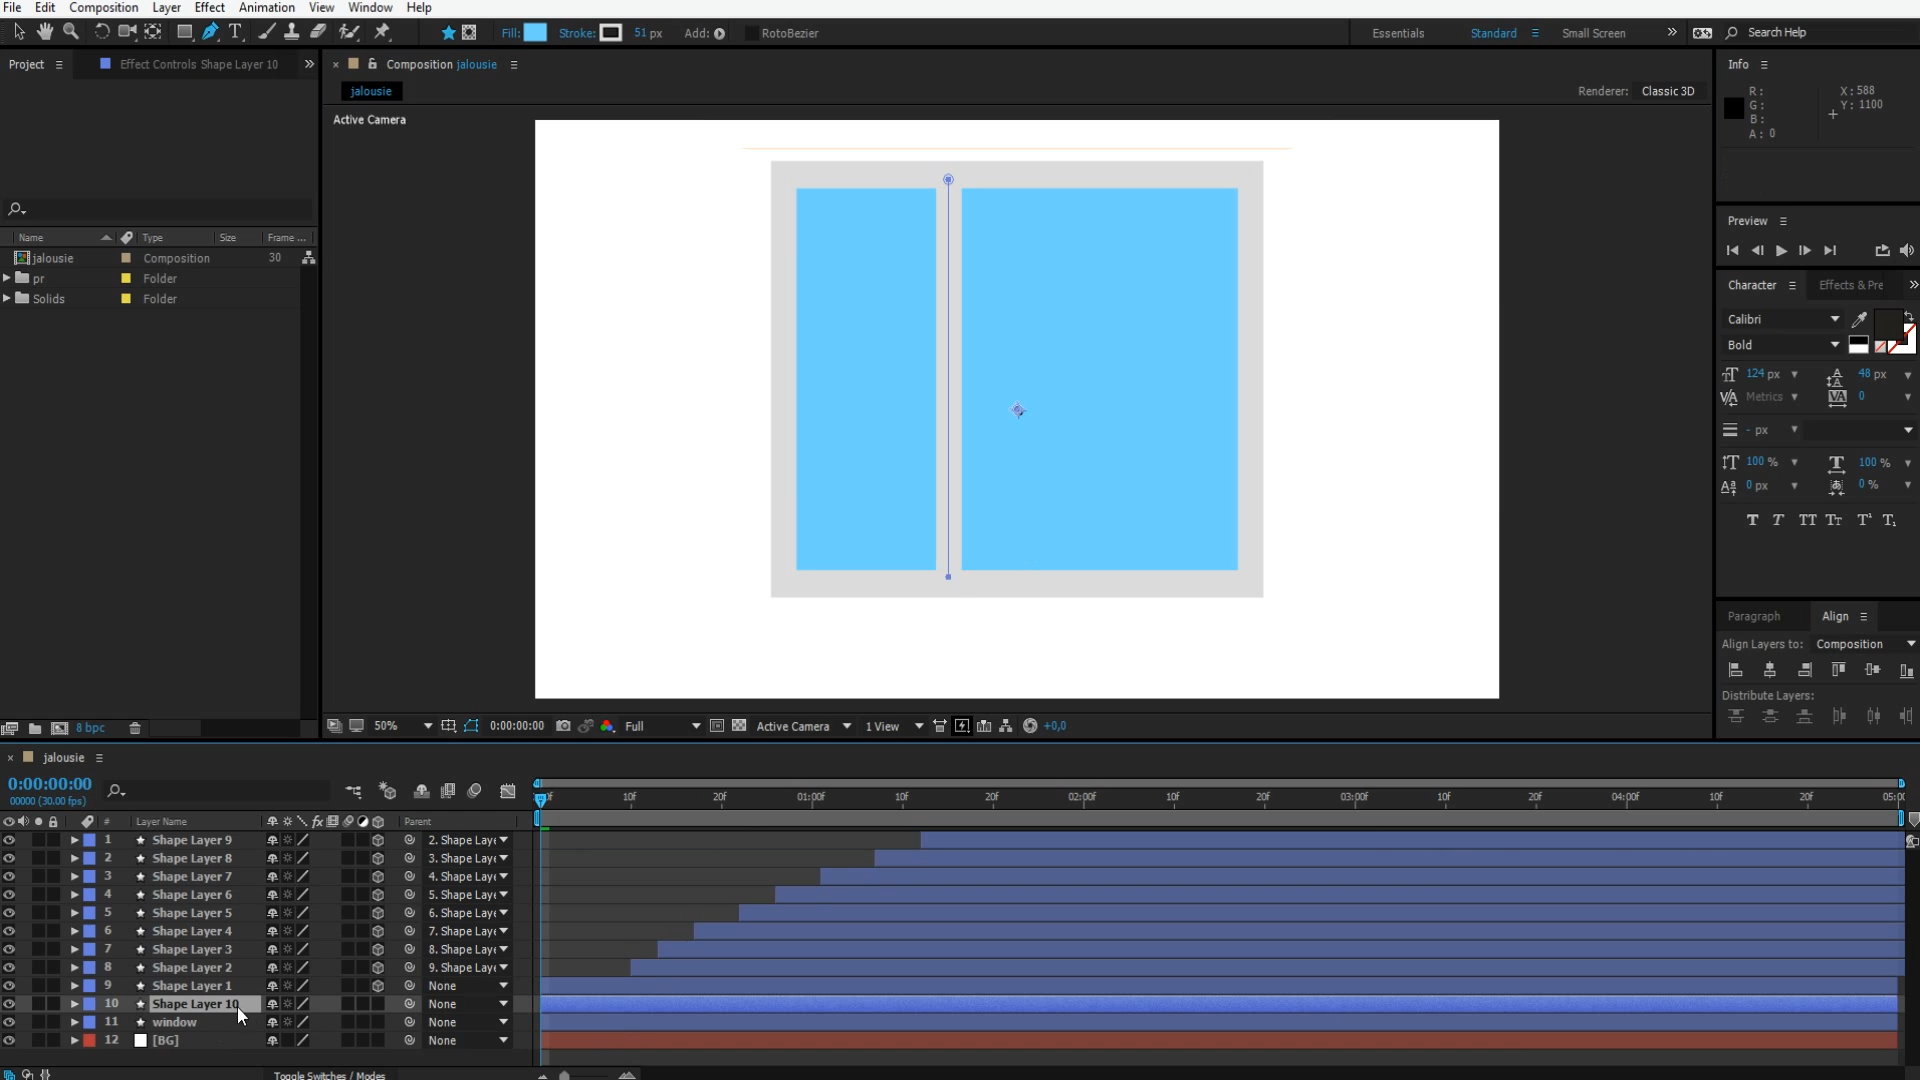 File Edit Composition Layer Effect Animation View Window Help
Fill: Stroke: 51 px Add: RotoBezier Essentials Standard Small Screen Search Help
Project Effect Controls Shape Layer 10
Composition jalousie
Info
jalousie
Renderer: Classic 3D
R: X: 588
G: Y: 1100
B:
A: 0
Active Camera
Preview
Name Type Size Frame ...
jalousie Composition 30
pr Folder
Solids Folder
Character Effects & Pre
Calibri
Bold
124 px 48 px
Metrics 0
- px
100 % 100 %
0 px 0 %
T T TT Tт T¹ T₁
Paragraph Align
Align Layers to: Composition
Distribute Layers:
8 bpc
50% 0:00:00:00 Full Active Camera 1 View +0,0
jalousie
0:00:00:00
00000 (30.00 fps)
10f 20f 01:00f 10f 20f 02:00f 10f 20f 03:00f 10f 20f 04:00f 10f 20f 05:00
# Layer Name fx Parent
1 Shape Layer 9 2. Shape Laye
2 Shape Layer 8 3. Shape Laye
3 Shape Layer 7 4. Shape Laye
4 Shape Layer 6 5. Shape Laye
5 Shape Layer 5 6. Shape Laye
6 Shape Layer 4 7. Shape Laye
7 Shape Layer 3 8. Shape Laye
8 Shape Layer 2 9. Shape Laye
9 Shape Layer 1 None
10 Shape Layer 10 None
11 window None
12 [BG] None
Toggle Switches / Modes